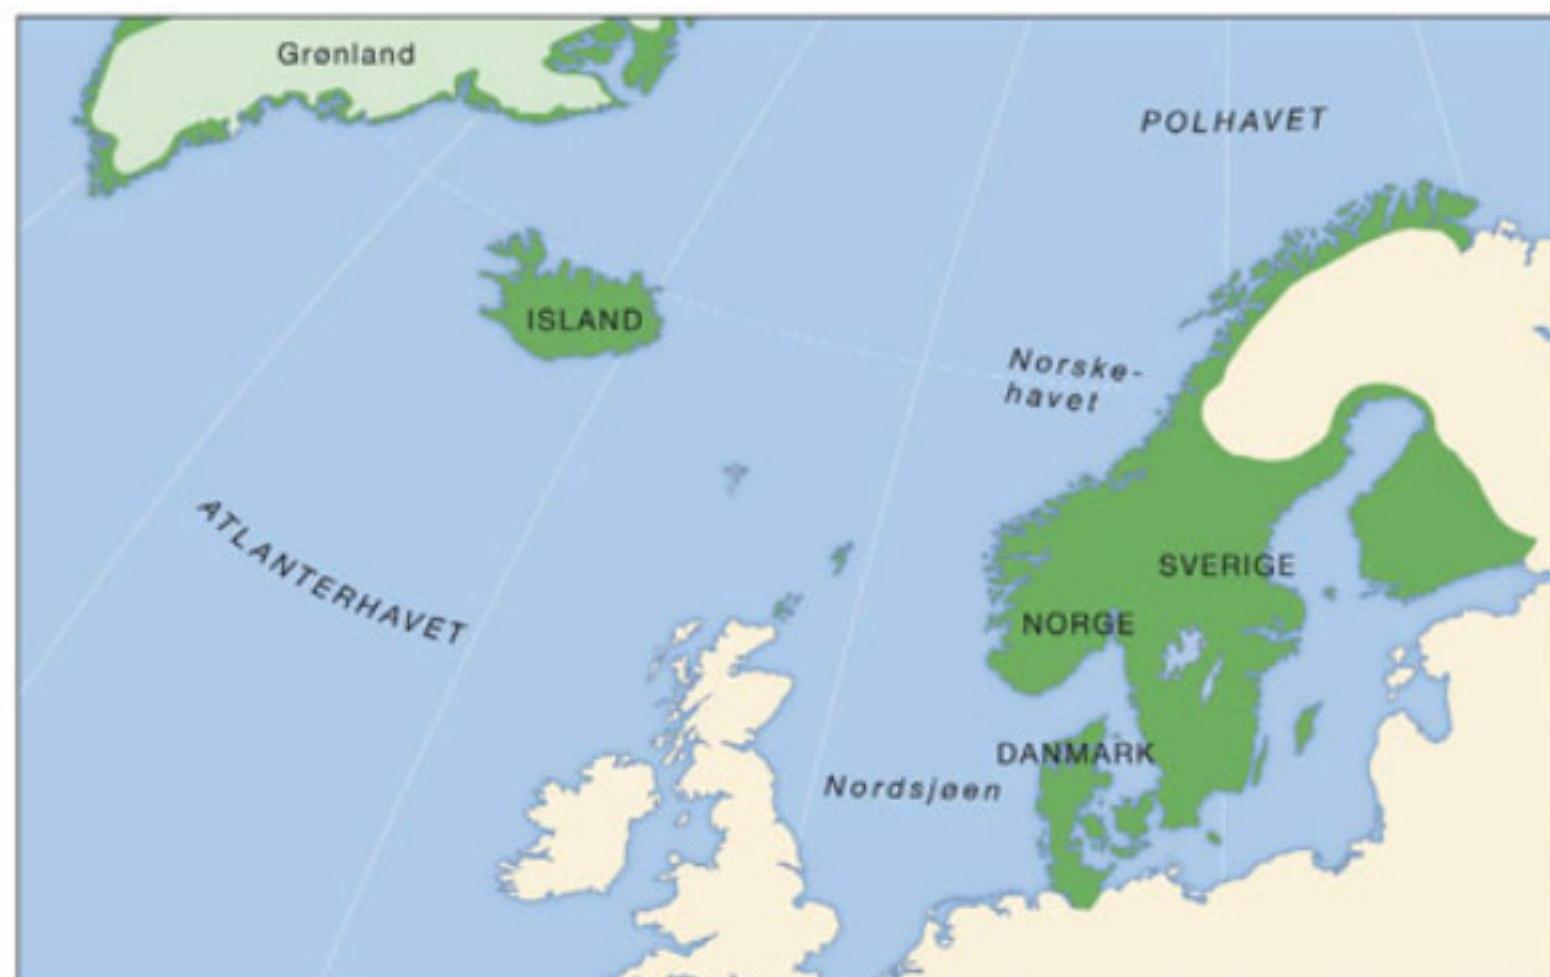 Grønland
POLHAVET
ISLAND
Norske-
havet
ATLANTERHAVET
SVERIGE
NORGE
DANMARK
Nordsjøen